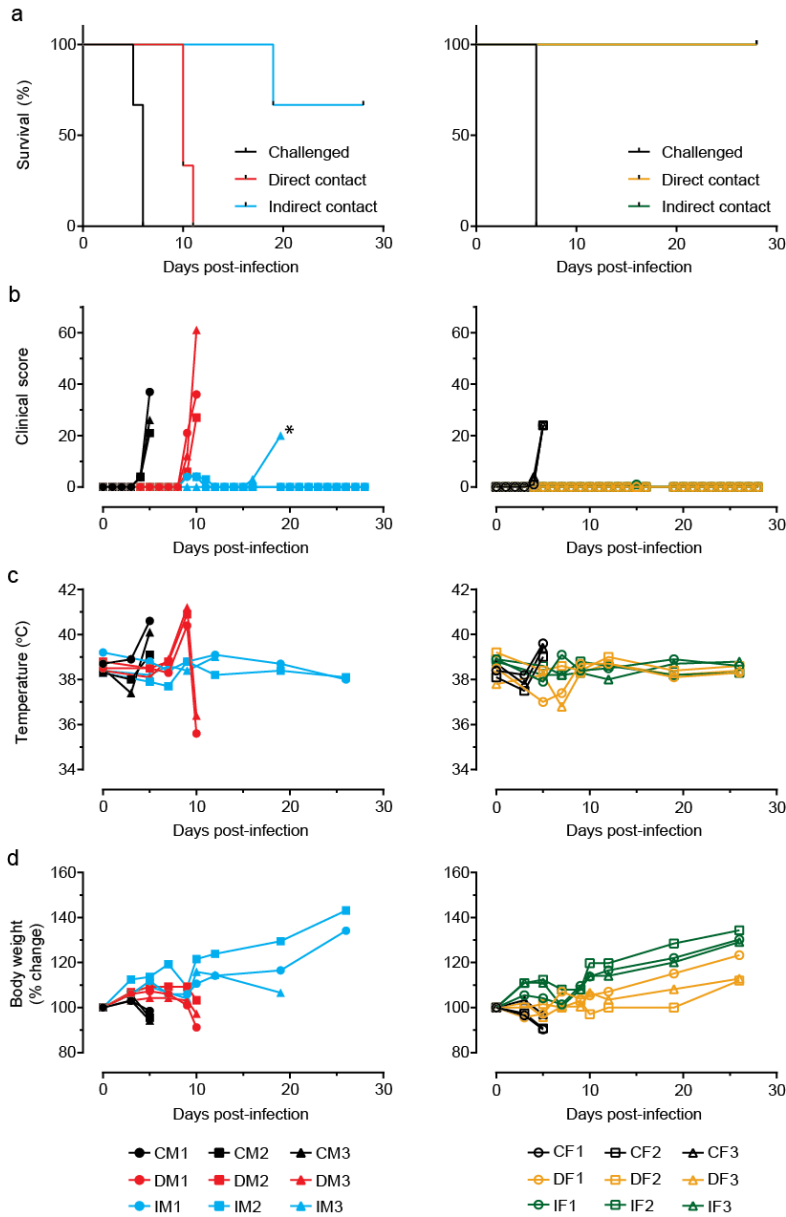 a
Survival (%)
100
50
0
Challenged
Direct contact
Indirect contact
0 10 20 30
Days post-infection
100
50
0
Challenged
Direct contact
Indirect contact
0 10 20 30
Days post-infection
b
Clinical score
60
40
20
0
*
0 10 20 30
Days post-infection
60
40
20
0
0 10 20 30
Days post-infection
c
Temperature (ºC)
42
40
38
36
34
0 10 20 30
Days post-infection
42
40
38
36
34
0 10 20 30
Days post-infection
d
Body weight
(% change)
160
140
120
100
80
0 10 20 30
Days post-infection
160
140
120
100
80
0 10 20 30
Days post-infection
CM1 CM2 CM3
DM1 DM2 DM3
IM1 IM2 IM3
CF1 CF2 CF3
DF1 DF2 DF3
IF1 IF2 IF3